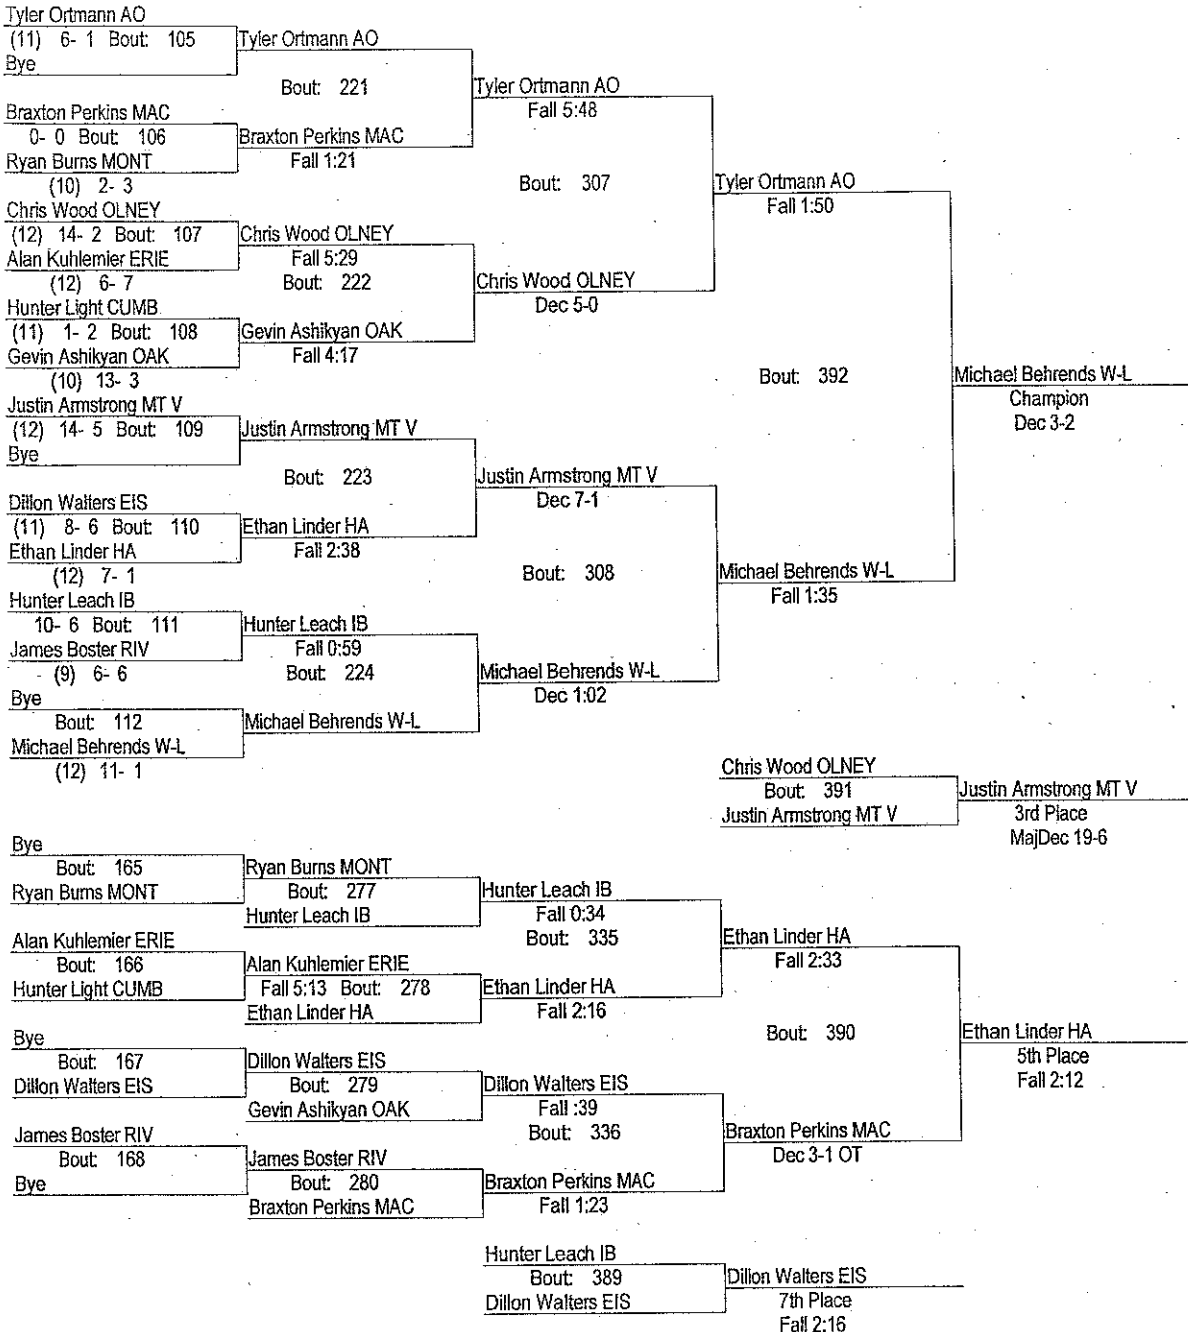 Tyler Ortmann AO
(11) 6- 1 Bout: 105
Bye
Tyler Ortmann AO
Bout: 221
Braxton Perkins MAC
0- 0 Bout: 106
Ryan Burns MONT
(10) 2- 3
Braxton Perkins MAC
Fall 1:21
Tyler Ortmann AO
Fall 5:48
Bout: 307
Chris Wood OLNEY
(12) 14- 2 Bout: 107
Alan Kuhlemier ERIE
(12) 6- 7
Chris Wood OLNEY
Fall 5:29
Bout: 222
Hunter Light CUMB
(11) 1- 2 Bout: 108
Gevin Ashikyan OAK
(10) 13- 3
Gevin Ashikyan OAK
Fall 4:17
Chris Wood OLNEY
Dec 5-0
Tyler Ortmann AO
Fall 1:50
Bout: 392
Justin Armstrong MT V
(12) 14- 5 Bout: 109
Bye
Justin Armstrong MT V
Bout: 223
Dillon Walters EIS
(11) 8- 6 Bout: 110
Ethan Linder HA
(12) 7- 1
Ethan Linder HA
Fall 2:38
Justin Armstrong MT V
Dec 7-1
Bout: 308
Hunter Leach IB
10- 6 Bout: 111
James Boster RIV
(9) 6- 6
Hunter Leach IB
Fall 0:59
Bout: 224
Bye
Bout: 112
Michael Behrends W-L
(12) 11- 1
Michael Behrends W-L
Michael Behrends W-L
Dec 1:02
Michael Behrends W-L
Fall 1:35
Michael Behrends W-L
Champion
Dec 3-2
Chris Wood OLNEY
Bout: 391
Justin Armstrong MT V
Justin Armstrong MT V
3rd Place
MajDec 19-6
Bye
Bout: 165
Ryan Burns MONT
Ryan Burns MONT
Bout: 277
Hunter Leach IB
Hunter Leach IB
Fall 0:34
Bout: 335
Alan Kuhlemier ERIE
Bout: 166
Hunter Light CUMB
Alan Kuhlemier ERIE
Fall 5:13 Bout: 278
Ethan Linder HA
Ethan Linder HA
Fall 2:16
Ethan Linder HA
Fall 2:33
Bout: 390
Bye
Bout: 167
Dillon Walters EIS
Dillon Walters EIS
Bout: 279
Gevin Ashikyan OAK
Dillon Walters EIS
Fall :39
Bout: 336
James Boster RIV
Bout: 168
Bye
James Boster RIV
Bout: 280
Braxton Perkins MAC
Braxton Perkins MAC
Fall 1:23
Braxton Perkins MAC
Dec 3-1 OT
Ethan Linder HA
5th Place
Fall 2:12
Hunter Leach IB
Bout: 389
Dillon Walters EIS
Dillon Walters EIS
7th Place
Fall 2:16